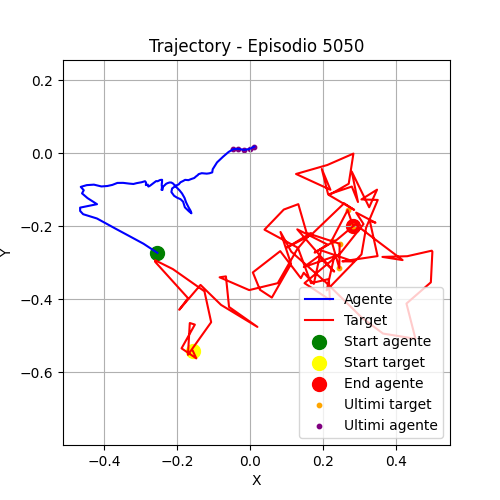 Trajectory - Episodio 5050
Y
0.2
0.0
−0.2
−0.4
−0.6
−0.4
−0.2
0.0
0.2
0.4
X
Agente
Target
Start agente
Start target
End agente
Ultimi target
Ultimi agente